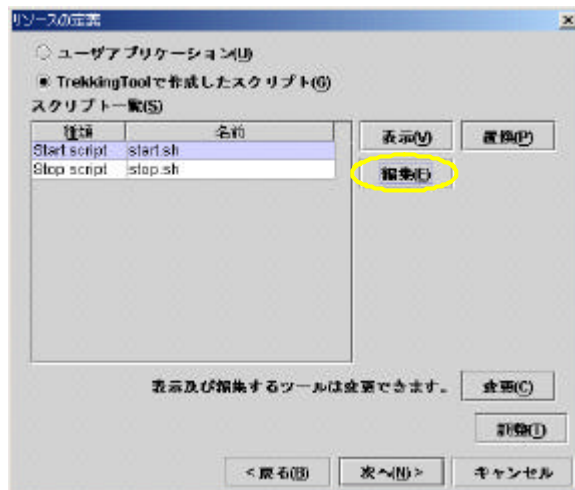 リソースの定義
ユーザアプリケーション(U)
TrekkingToolで作成したスクリプト(G)
スクリプト一覧(S)
種類 名前
Start script start.sh
Stop script stop.sh
表示(V) 置換(P)
編集(E)
表示及び編集するツールは変更できます。 変更(C)
調整(T)
< 戻る(B) 次へ(N) > キャンセル